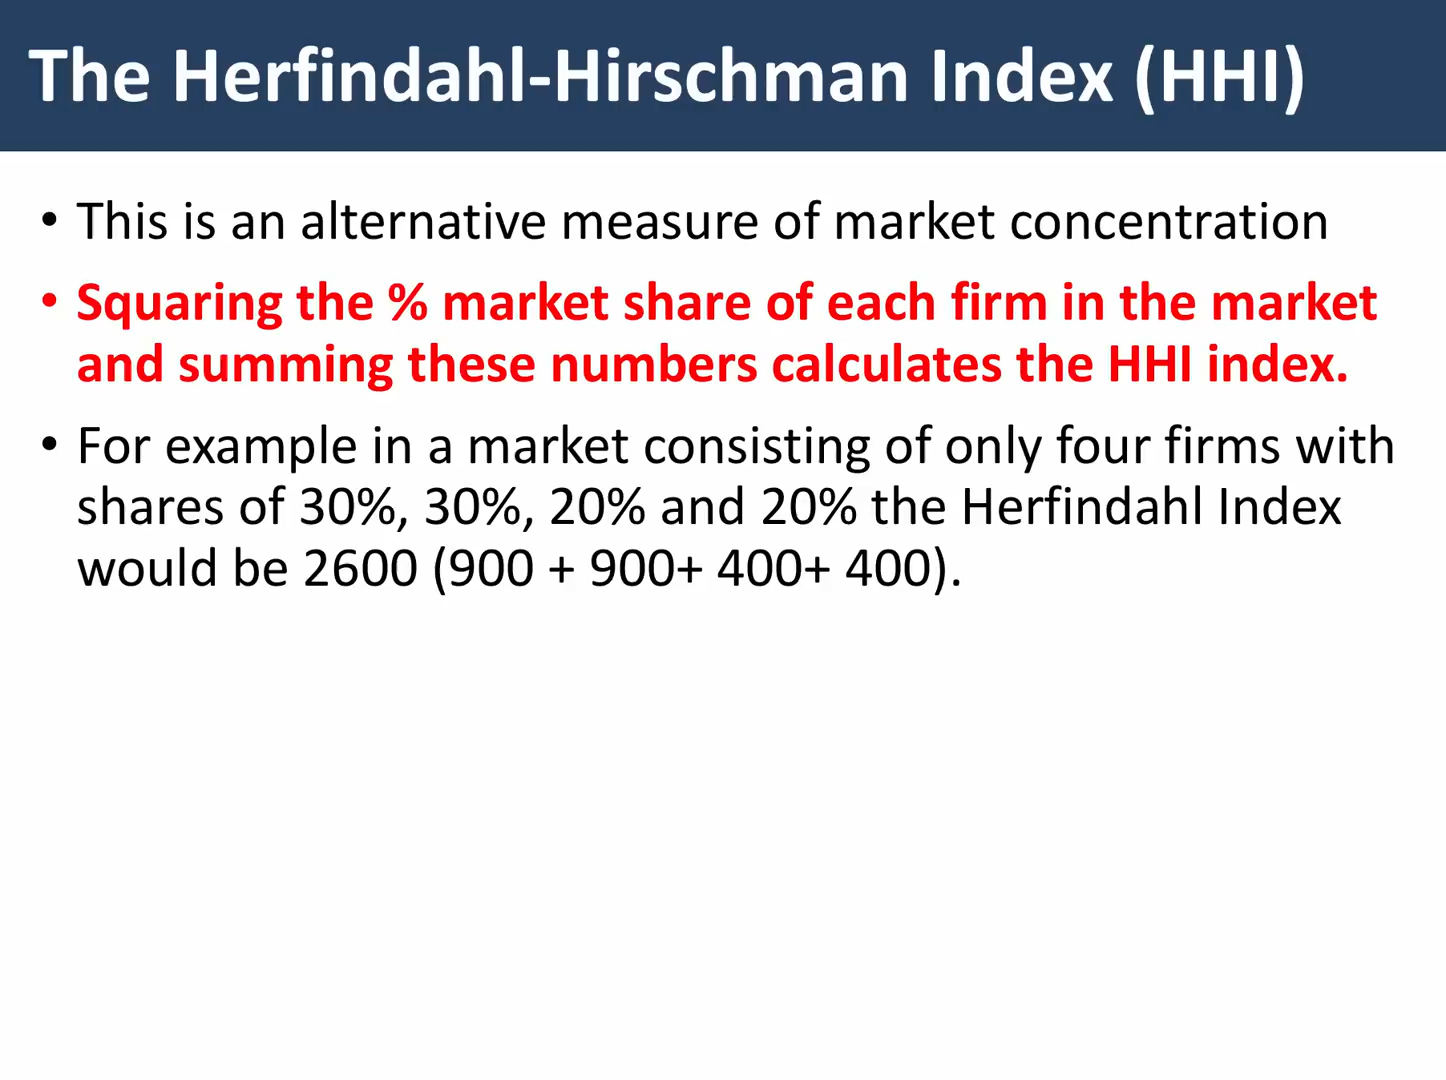 The Herfindahl-Hirschman Index (HHI)
• This is an alternative measure of market concentration
• Squaring the % market share of each firm in the market
and summing these numbers calculates the HHI index.
• For example in a market consisting of only four firms with
shares of 30%, 30%, 20% and 20% the Herfindahl Index
would be 2600 (900 + 900+ 400+ 400).